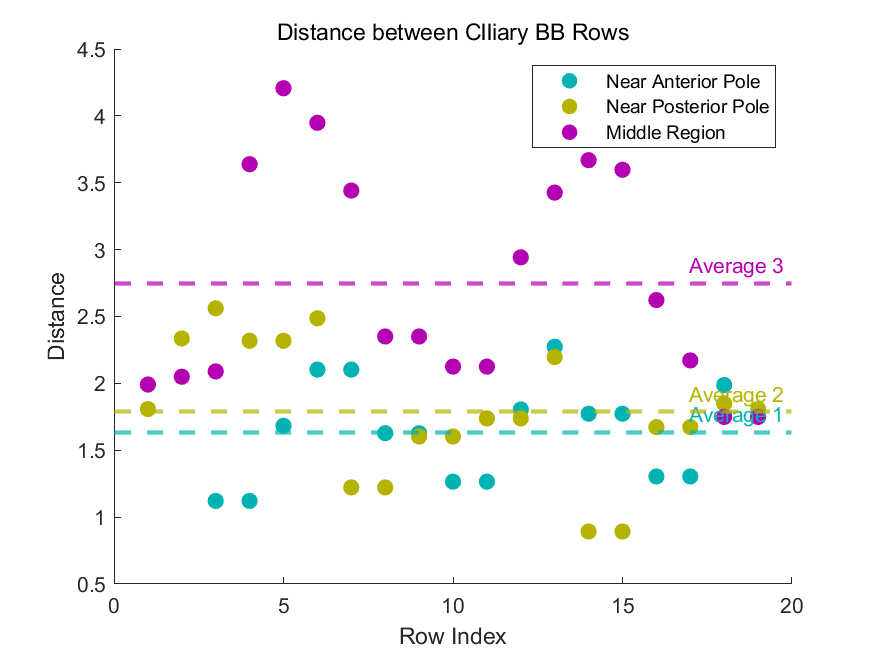 Distance between CIliary BB Rows
4.5
4
3.5
3
2.5
2
1.5
1
0.5
Distance
Near Anterior Pole
Near Posterior Pole
Middle Region
Average 3
Average 2
Average 1
0
5
10
15
20
Row Index